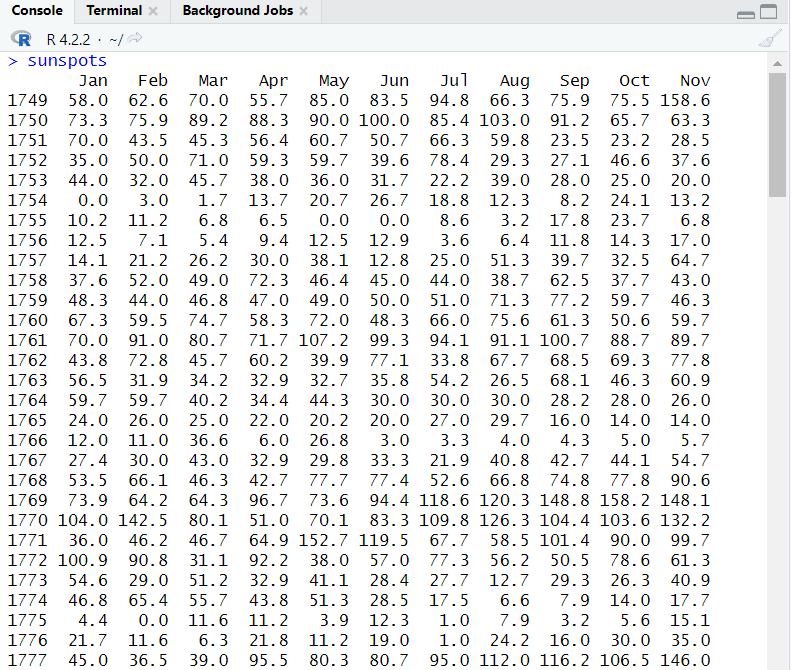 Console Terminal Background Jobs
R R 4.2.2 · ~/
> sunspots
Jan Feb Mar Apr May Jun Jul Aug Sep Oct Nov
1749 58.0 62.6 70.0 55.7 85.0 83.5 94.8 66.3 75.9 75.5 158.6
1750 73.3 75.9 89.2 88.3 90.0 100.0 85.4 103.0 91.2 65.7 63.3
1751 70.0 43.5 45.3 56.4 60.7 50.7 66.3 59.8 23.5 23.2 28.5
1752 35.0 50.0 71.0 59.3 59.7 39.6 78.4 29.3 27.1 46.6 37.6
1753 44.0 32.0 45.7 38.0 36.0 31.7 22.2 39.0 28.0 25.0 20.0
1754 0.0 3.0 1.7 13.7 20.7 26.7 18.8 12.3 8.2 24.1 13.2
1755 10.2 11.2 6.8 6.5 0.0 0.0 8.6 3.2 17.8 23.7 6.8
1756 12.5 7.1 5.4 9.4 12.5 12.9 3.6 6.4 11.8 14.3 17.0
1757 14.1 21.2 26.2 30.0 38.1 12.8 25.0 51.3 39.7 32.5 64.7
1758 37.6 52.0 49.0 72.3 46.4 45.0 44.0 38.7 62.5 37.7 43.0
1759 48.3 44.0 46.8 47.0 49.0 50.0 51.0 71.3 77.2 59.7 46.3
1760 67.3 59.5 74.7 58.3 72.0 48.3 66.0 75.6 61.3 50.6 59.7
1761 70.0 91.0 80.7 71.7 107.2 99.3 94.1 91.1 100.7 88.7 89.7
1762 43.8 72.8 45.7 60.2 39.9 77.1 33.8 67.7 68.5 69.3 77.8
1763 56.5 31.9 34.2 32.9 32.7 35.8 54.2 26.5 68.1 46.3 60.9
1764 59.7 59.7 40.2 34.4 44.3 30.0 30.0 30.0 28.2 28.0 26.0
1765 24.0 26.0 25.0 22.0 20.2 20.0 27.0 29.7 16.0 14.0 14.0
1766 12.0 11.0 36.6 6.0 26.8 3.0 3.3 4.0 4.3 5.0 5.7
1767 27.4 30.0 43.0 32.9 29.8 33.3 21.9 40.8 42.7 44.1 54.7
1768 53.5 66.1 46.3 42.7 77.7 77.4 52.6 66.8 74.8 77.8 90.6
1769 73.9 64.2 64.3 96.7 73.6 94.4 118.6 120.3 148.8 158.2 148.1
1770 104.0 142.5 80.1 51.0 70.1 83.3 109.8 126.3 104.4 103.6 132.2
1771 36.0 46.2 46.7 64.9 152.7 119.5 67.7 58.5 101.4 90.0 99.7
1772 100.9 90.8 31.1 92.2 38.0 57.0 77.3 56.2 50.5 78.6 61.3
1773 54.6 29.0 51.2 32.9 41.1 28.4 27.7 12.7 29.3 26.3 40.9
1774 46.8 65.4 55.7 43.8 51.3 28.5 17.5 6.6 7.9 14.0 17.7
1775 4.4 0.0 11.6 11.2 3.9 12.3 1.0 7.9 3.2 5.6 15.1
1776 21.7 11.6 6.3 21.8 11.2 19.0 1.0 24.2 16.0 30.0 35.0
1777 45.0 36.5 39.0 95.5 80.3 80.7 95.0 112.0 116.2 106.5 146.0